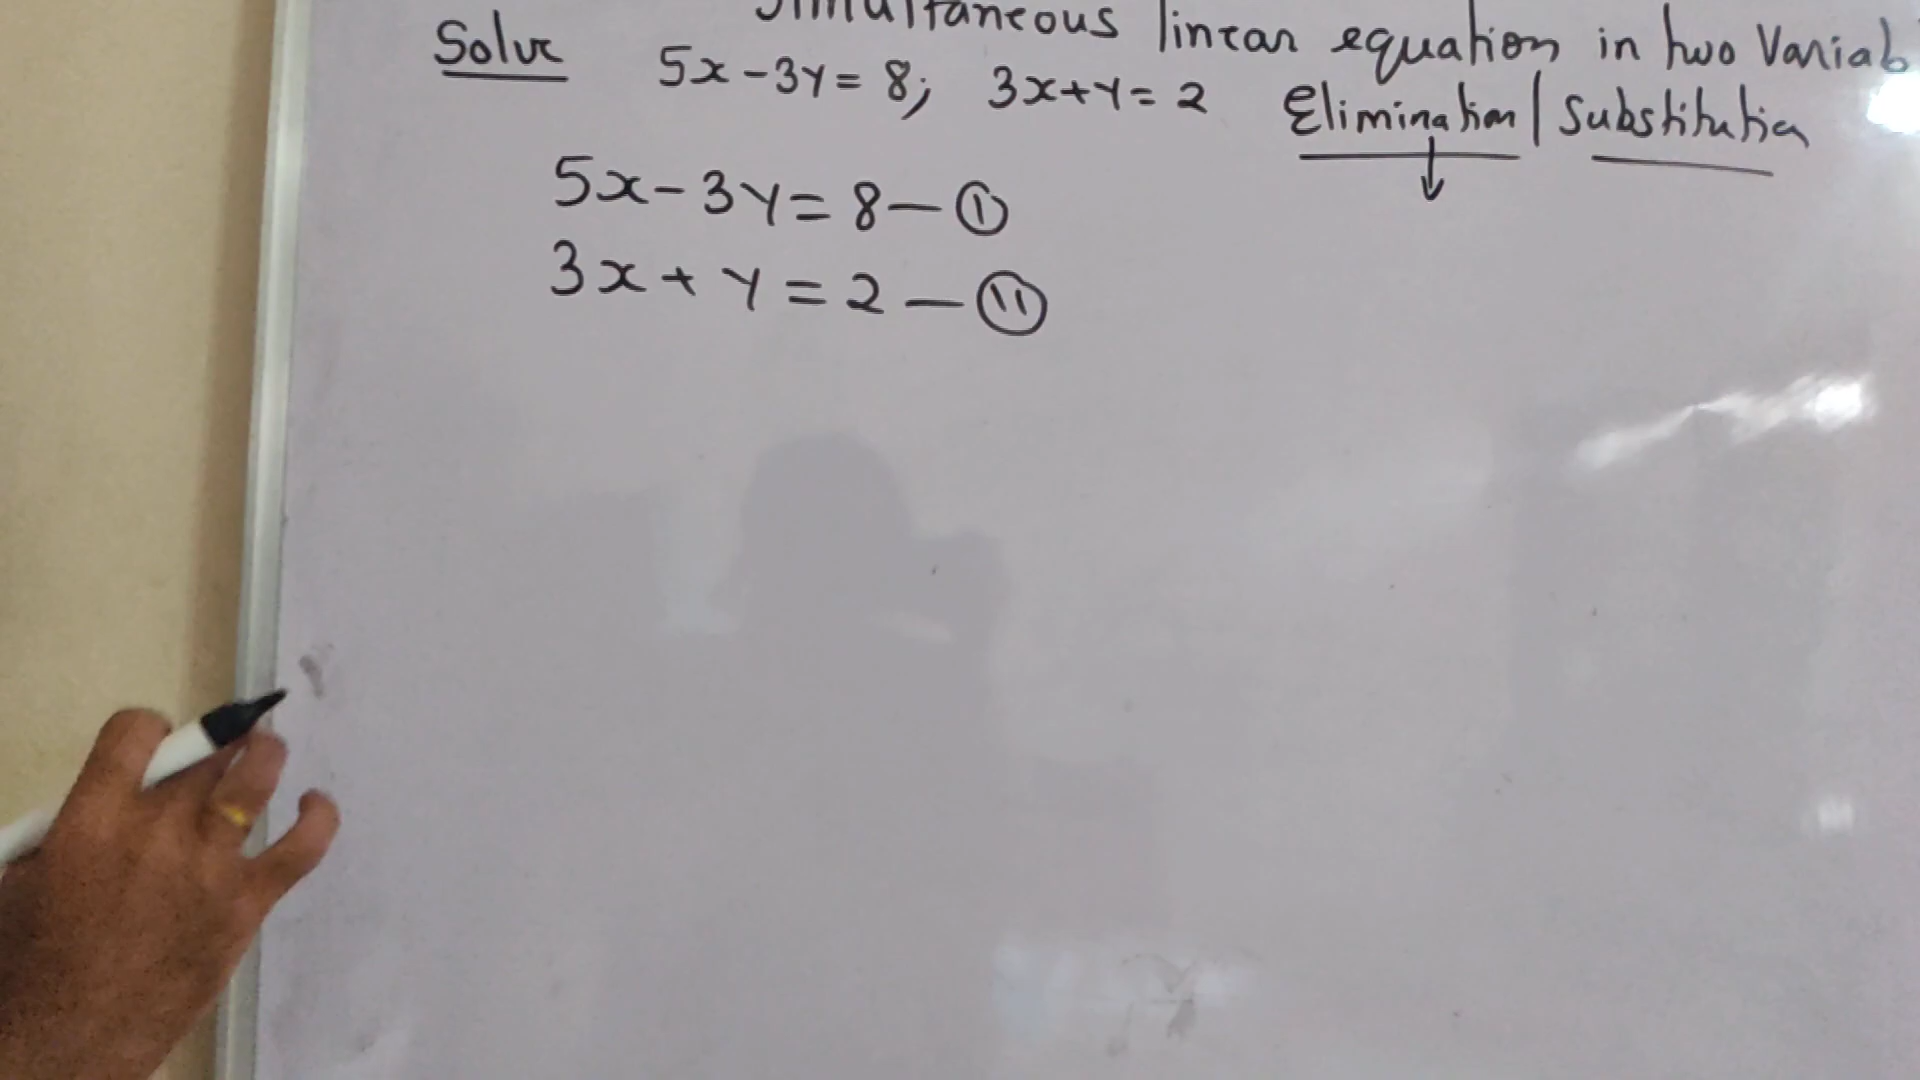 Simultaneous linear equation in two Variab
Solve 5x - 3y = 8; 3x + y = 2 Elimination / Substitution
5x - 3y = 8 — ①
3x + y = 2 — ⑪